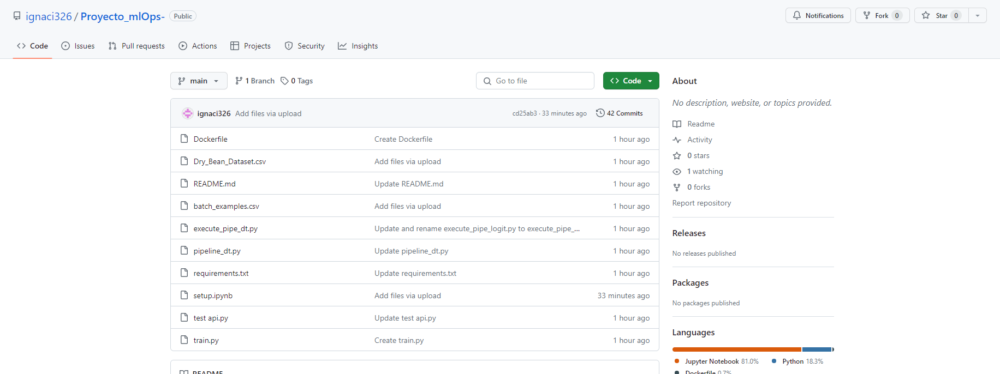 ignaci326 / Proyecto_mlOps- Public
Notifications Fork 0 Star 0
Code Issues Pull requests Actions Projects Security Insights
main 1 Branch 0 Tags Go to file Code
ignaci326 Add files via upload cd25ab3 · 33 minutes ago 42 Commits
Dockerfile Create Dockerfile 1 hour ago
Dry_Bean_Dataset.csv Add files via upload 1 hour ago
README.md Update README.md 1 hour ago
batch_examples.csv Add files via upload 1 hour ago
execute_pipe_dt.py Update and rename execute_pipe_logit.py to execute_pipe_... 1 hour ago
pipeline_dt.py Update pipeline_dt.py 1 hour ago
requirements.txt Update requirements.txt 1 hour ago
setup.ipynb Add files via upload 33 minutes ago
test api.py Update test api.py 1 hour ago
train.py Create train.py 1 hour ago
README
About
No description, website, or topics provided.
Readme
Activity
0 stars
1 watching
0 forks
Report repository
Releases
No releases published
Packages
No packages published
Languages
Jupyter Notebook 81.0% Python 18.3%
Dockerfile 0.7%